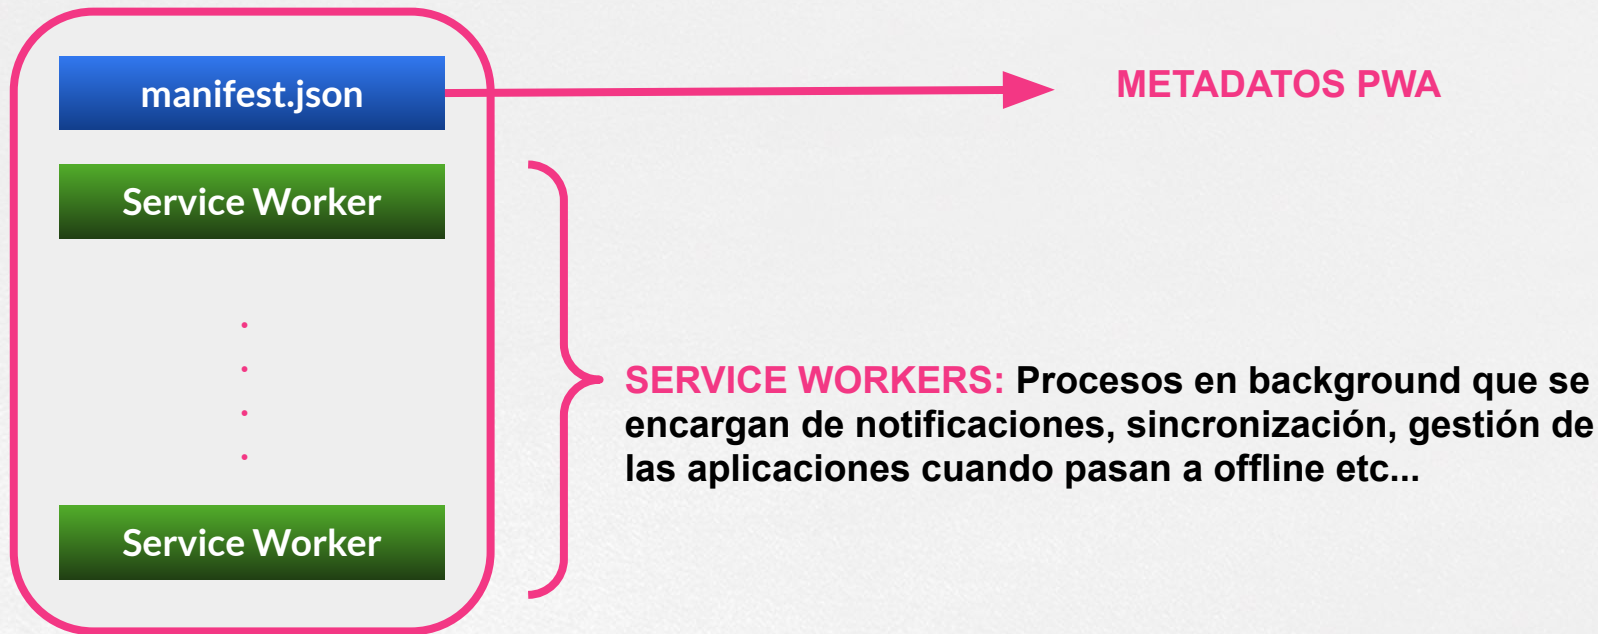 manifest.json
METADATOS PWA
Service Worker
.
.
.
.
SERVICE WORKERS: Procesos en background que se
encargan de notificaciones, sincronización, gestión de
las aplicaciones cuando pasan a offline etc...
Service Worker